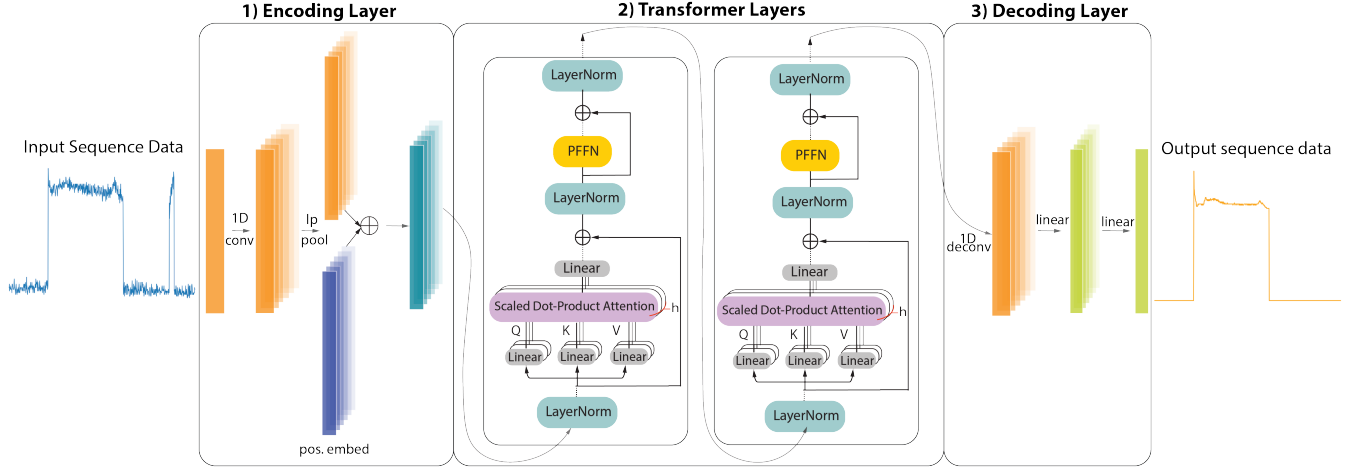 1) Encoding Layer
2) Transformer Layers
3) Decoding Layer
Input Sequence Data
1D
conv
lp
pool
pos. embed
LayerNorm
PFFN
LayerNorm
Linear
Scaled Dot-Product Attention
h
Q K V
Linear Linear Linear
LayerNorm
LayerNorm
PFFN
LayerNorm
Linear
Scaled Dot-Product Attention
h
Q K V
Linear Linear Linear
LayerNorm
1D
deconv
linear
linear
Output sequence data